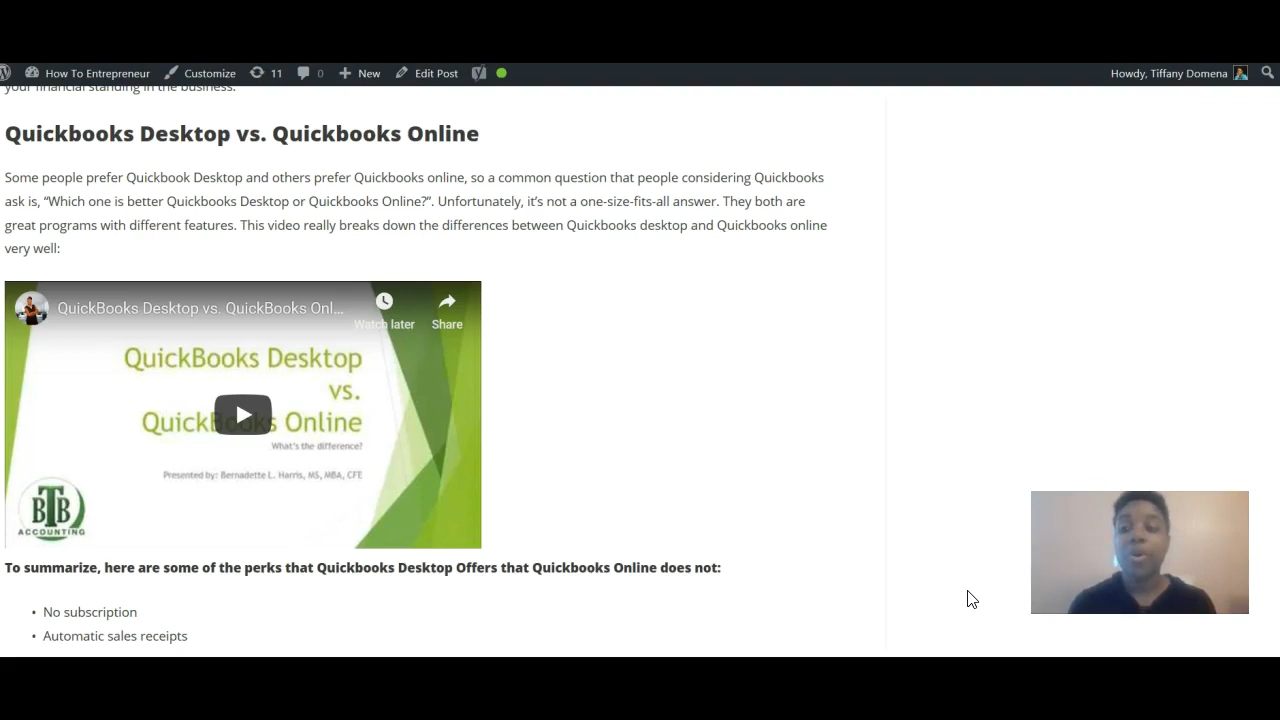 How To Entrepreneur Customize 11 0 New Edit Post Howdy, Tiffany Domena
your financial standing in the business.
Quickbooks Desktop vs. Quickbooks Online
Some people prefer Quickbook Desktop and others prefer Quickbooks online, so a common question that people considering Quickbooks
ask is, “Which one is better Quickbooks Desktop or Quickbooks Online?”. Unfortunately, it’s not a one-size-fits-all answer. They both are
great programs with different features. This video really breaks down the differences between Quickbooks desktop and Quickbooks online
very well:
QuickBooks Desktop vs. QuickBooks Onl...
Watch later Share
QuickBooks Desktop
vs.
QuickBooks Online
What's the difference?
Presented by: Bernadette L. Harris, MS, MBA, CFE
BTB
ACCOUNTING
To summarize, here are some of the perks that Quickbooks Desktop Offers that Quickbooks Online does not:
• No subscription
• Automatic sales receipts